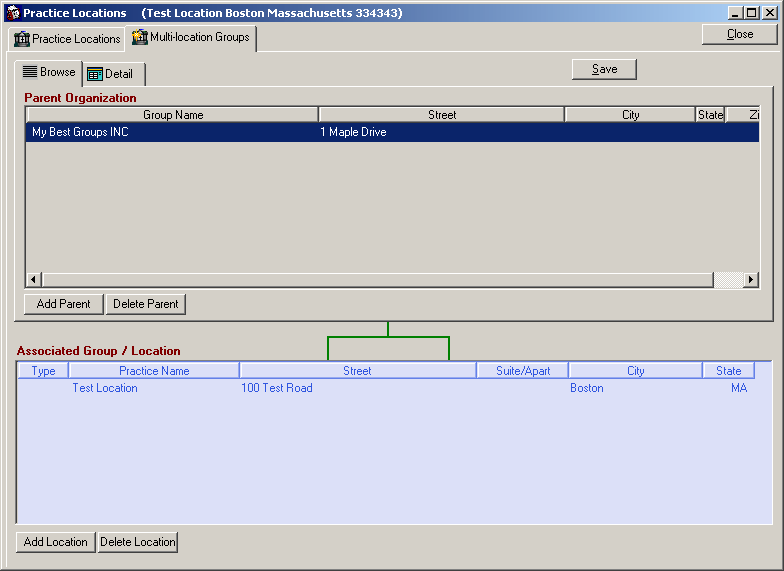 Practice Locations (Test Location Boston Massachusetts 334343)
Practice Locations Multi-location Groups Close
Browse Detail Save
Parent Organization
Group Name Street City State Zi
My Best Groups INC 1 Maple Drive
Add Parent Delete Parent
Associated Group / Location
Type Practice Name Street Suite/Apart City State
Test Location 100 Test Road Boston MA
Add Location Delete Location